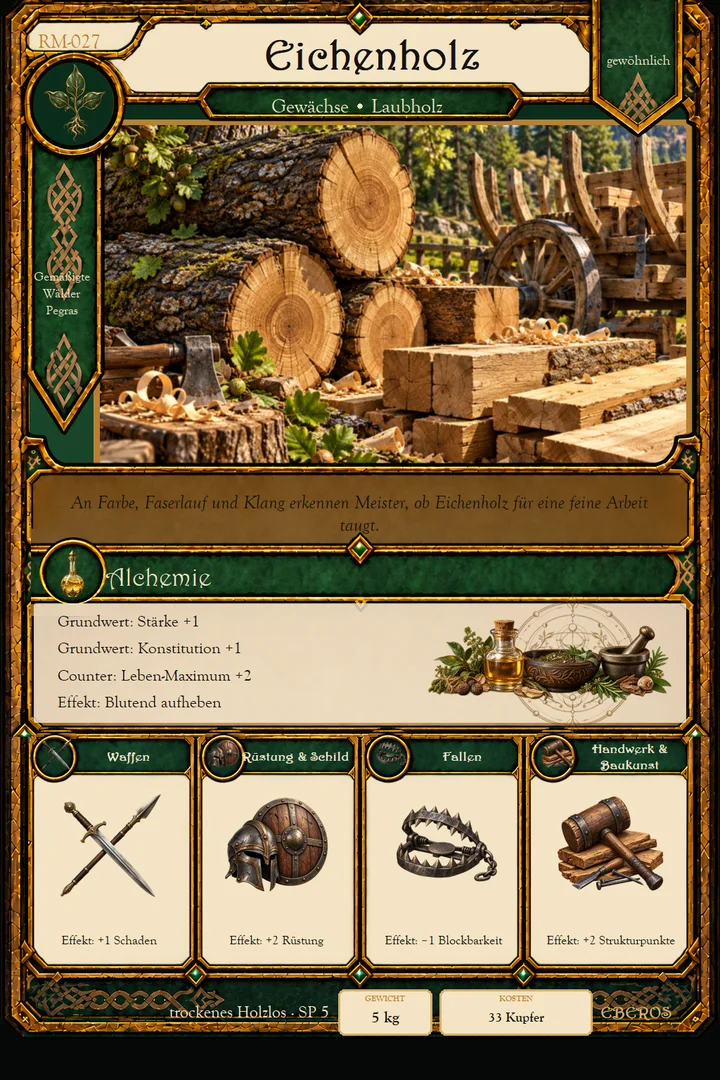 RM-027
Eichenholz
gewöhnlich
Gewächse • Laubholz
Gemäßigte
Wälder
Pegras
An Farbe, Faserlauf und Klang erkennen Meister, ob Eichenholz für eine feine Arbeit
taugt.
Alchemie
Grundwert: Stärke +1
Grundwert: Konstitution +1
Counter: Leben-Maximum +2
Effekt: Blutend aufheben
Waffen
Rüstung & Schild
Fallen
Handwerk &
Baukunst
Effekt: +1 Schaden
Effekt: +2 Rüstung
Effekt: −1 Blockbarkeit
Effekt: +2 Strukturpunkte
trockenes Holzlos · SP 5
GEWICHT
5 kg
KOSTEN
33 Kupfer
EBEROS